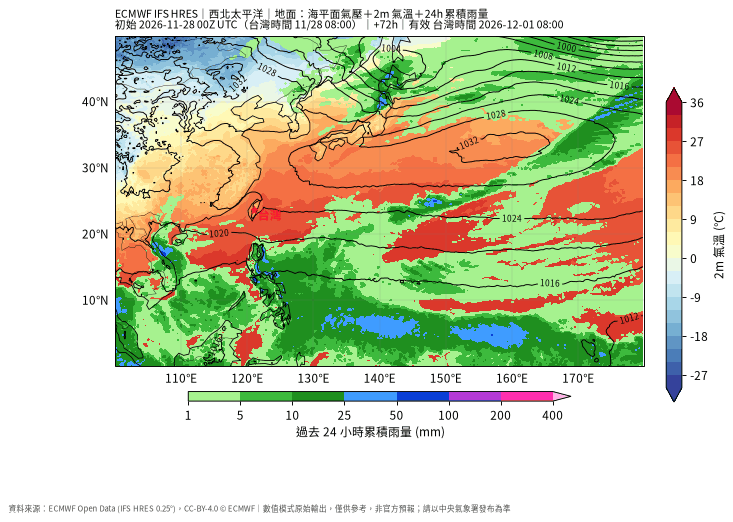 ECMWF IFS HRES｜西北太平洋｜地面：海平面氣壓＋2m 氣溫＋24h 累積雨量
初始 2026-11-28 00Z UTC（台灣時間 11/28 08:00）｜+72h｜有效 台灣時間 2026-12-01 08:00
1004
1000
1008
1012
1016
1028
1024
1028
1032
台灣
1024
1020
1016
1012
40°N
30°N
20°N
10°N
110°E 120°E 130°E 140°E 150°E 160°E 170°E
36
27
18
9
0
-9
-18
-27
2m 氣溫 (°C)
1 5 10 25 50 100 200 400
過去 24 小時累積雨量 (mm)
資料來源：ECMWF Open Data (IFS HRES 0.25°)，CC-BY-4.0 © ECMWF｜數值模式原始輸出，僅供參考，非官方預報；請以中央氣象署發布為準